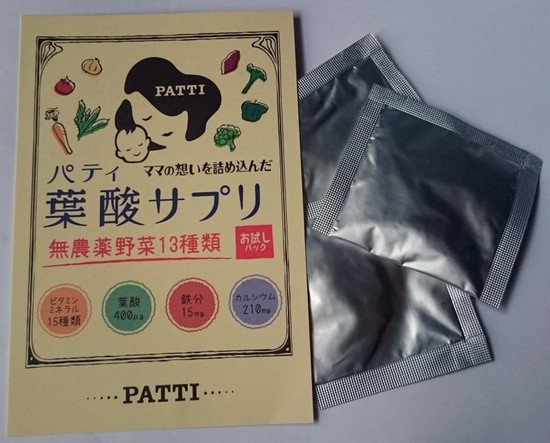 PATTI
パティ ママの想いを詰め込んだ
葉酸サプリ
無農薬野菜13種類
お試し
パック
ビタミン
ミネラル
15種類
葉酸
400μg
鉄分
15mg
カルシウム
210mg
·····PATTI·····